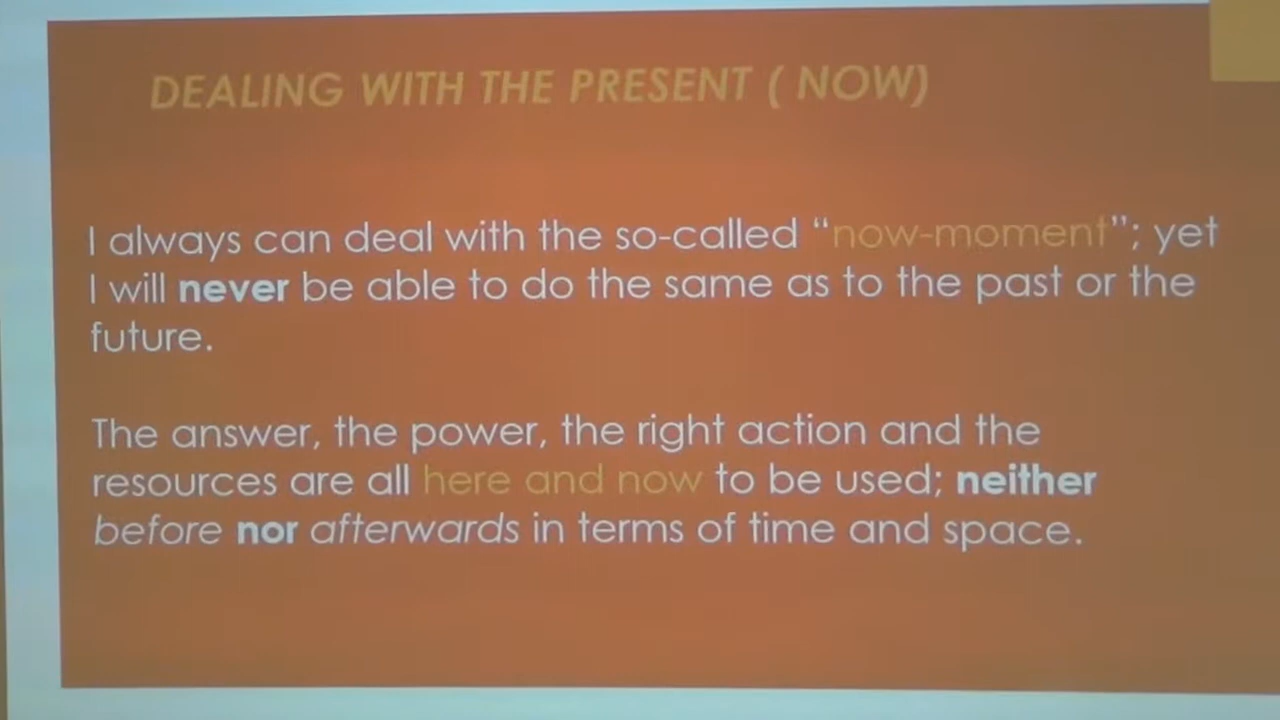 DEALING WITH THE PRESENT ( NOW)
I always can deal with the so-called “now-moment”; yet
I will never be able to do the same as to the past or the
future.
The answer, the power, the right action and the
resources are all here and now to be used; neither
before nor afterwards in terms of time and space.